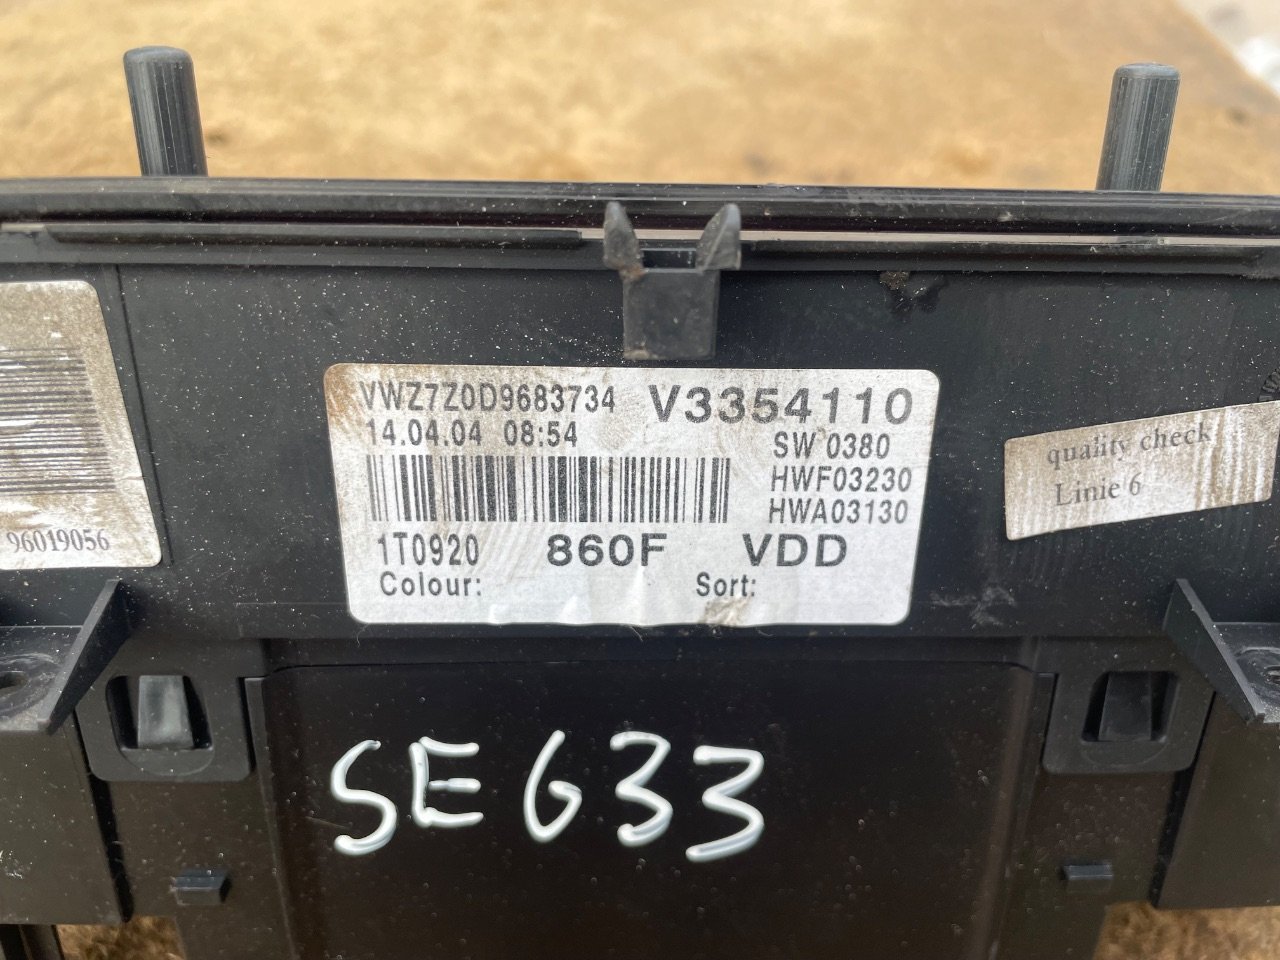 VWZ7Z0D9683734 V3354110
14.04.04 08:54 SW 0380
HWF03230
HWA03130
1T0920 860F VDD
Colour: Sort:
96019056
quality check
Linie 6
SE633